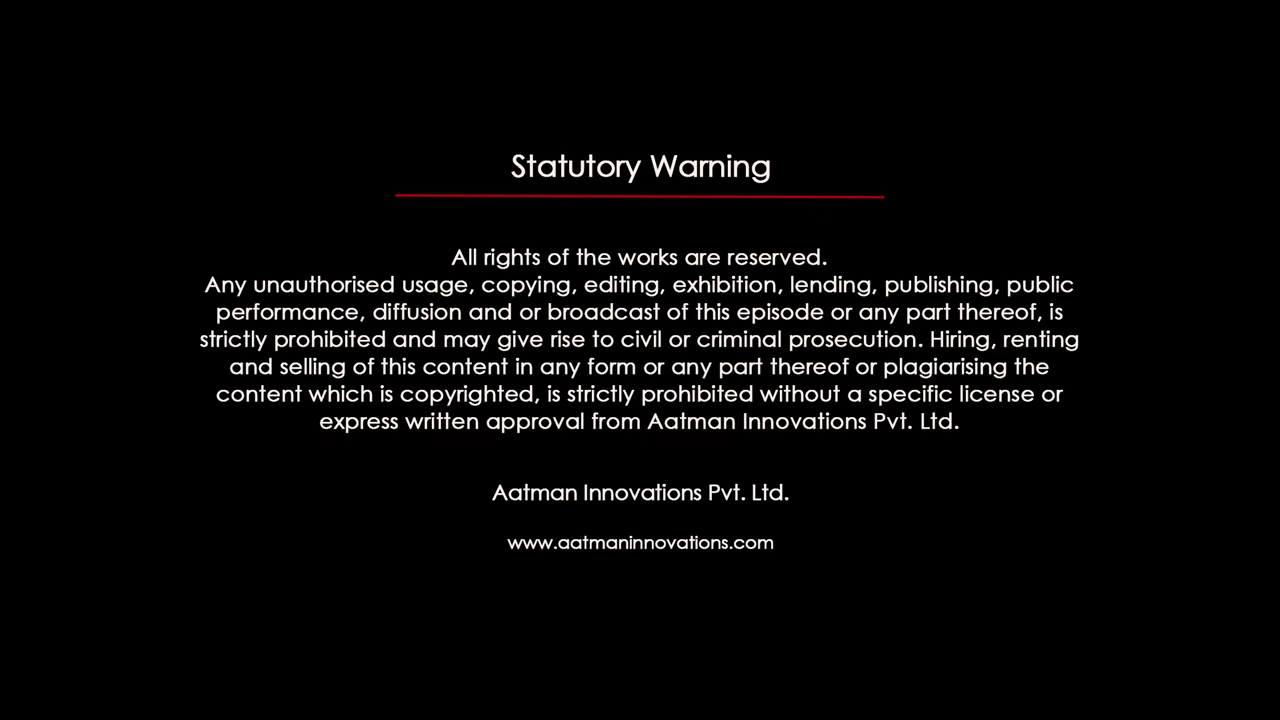 Statutory Warning
All rights of the works are reserved.
Any unauthorised usage, copying, editing, exhibition, lending, publishing, public
performance, diffusion and or broadcast of this episode or any part thereof, is
strictly prohibited and may give rise to civil or criminal prosecution. Hiring, renting
and selling of this content in any form or any part thereof or plagiarising the
content which is copyrighted, is strictly prohibited without a specific license or
express written approval from Aatman Innovations Pvt. Ltd.
Aatman Innovations Pvt. Ltd.
www.aatmaninnovations.com